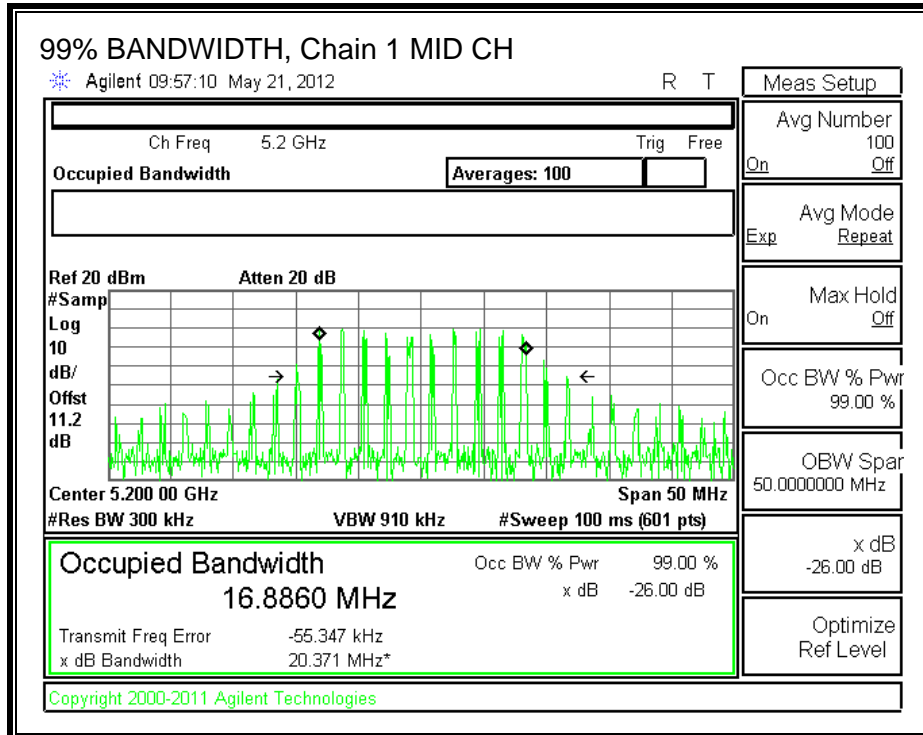 99% BANDWIDTH, Chain 1 MID CH
Agilent 09:57:10 May 21, 2012 R T
Ch Freq 5.2 GHz Trig Free
Occupied Bandwidth Averages: 100
Ref 20 dBm Atten 20 dB
#Samp
Log
10
dB/
Offst
11.2
dB
Center 5.200 00 GHz Span 50 MHz
#Res BW 300 kHz VBW 910 kHz #Sweep 100 ms (601 pts)
Occupied Bandwidth Occ BW % Pwr 99.00 %
16.8860 MHz x dB -26.00 dB
Transmit Freq Error -55.347 kHz
x dB Bandwidth 20.371 MHz*
Copyright 2000-2011 Agilent Technologies
Meas Setup
Avg Number
100
On Off
Avg Mode
Exp Repeat
Max Hold
On Off
Occ BW % Pwr
99.00 %
OBW Span
50.0000000 MHz
x dB
-26.00 dB
Optimize
Ref Level